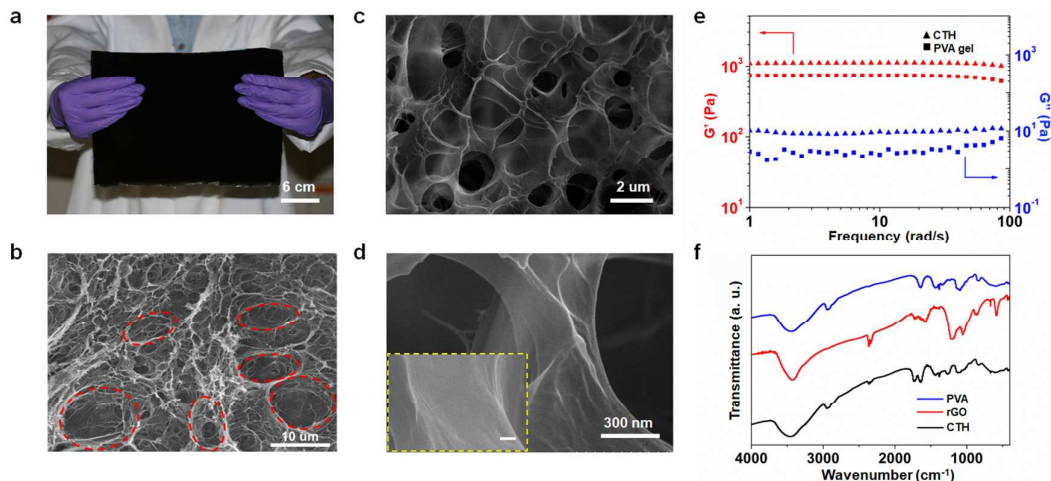 a
6 cm
b
10 um
c
2 um
d
300 nm
e
CTH
PVA gel
G' (Pa)
10³
10²
10¹
G'' (Pa)
10³
10¹
10⁻¹
1
10
100
Frequency (rad/s)
f
Transmittance (a. u.)
PVA
rGO
CTH
4000
3000
2000
1000
Wavenumber (cm⁻¹)